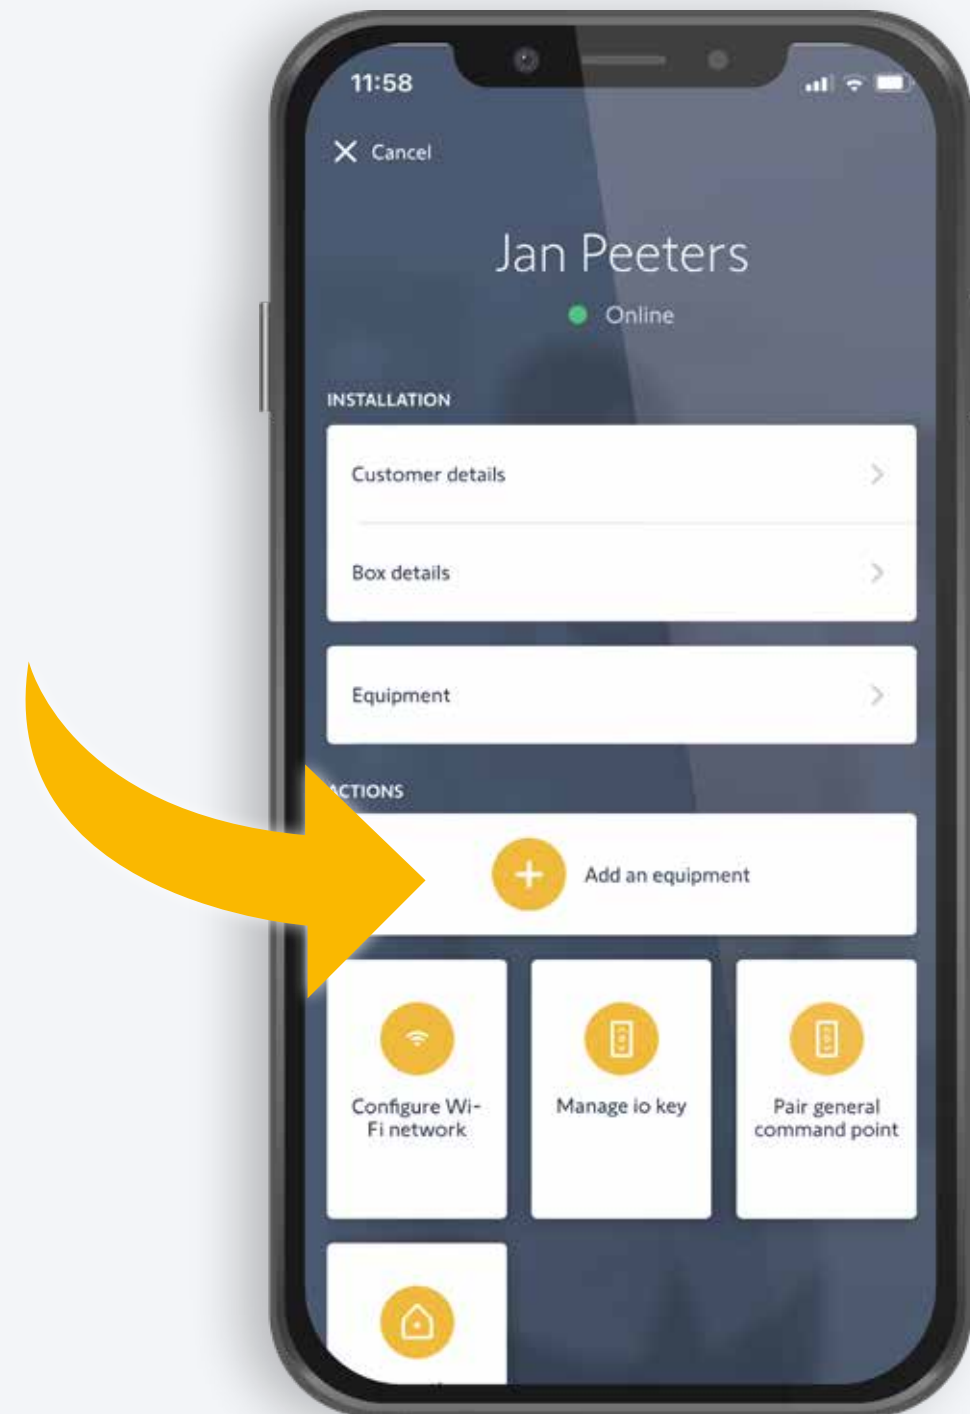 11:58
Cancel
Jan Peeters
Online
INSTALLATION
Customer details
Box details
Equipment
ACTIONS
Add an equipment
Configure Wi-
Fi network
Manage io key
Pair general
command point